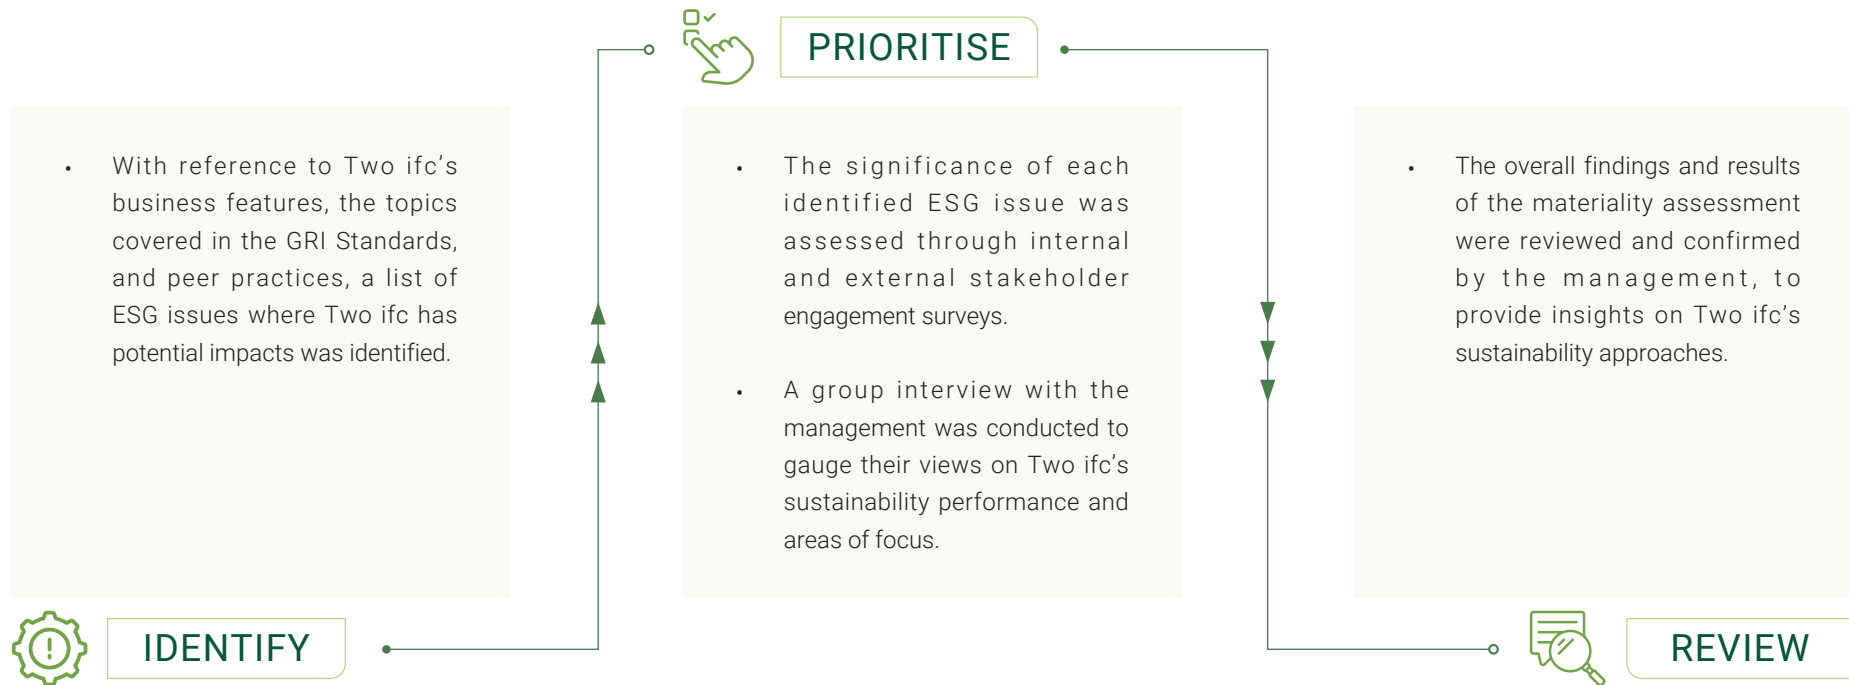 IDENTIFY
• With reference to Two ifc’s
business features, the topics
covered in the GRI Standards,
and peer practices, a list of
ESG issues where Two ifc has
potential impacts was identified.
PRIORITISE
• The significance of each
identified ESG issue was
assessed through internal
and external stakeholder
engagement surveys.
• A group interview with the
management was conducted to
gauge their views on Two ifc’s
sustainability performance and
areas of focus.
REVIEW
• The overall findings and results
of the materiality assessment
were reviewed and confirmed
by the management, to
provide insights on Two ifc’s
sustainability approaches.